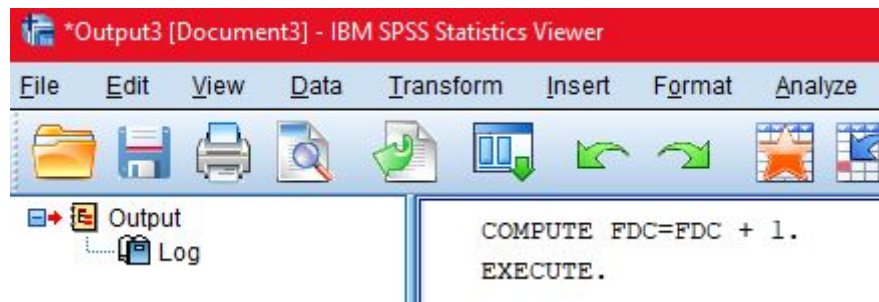 *Output3 [Document3] - IBM SPSS Statistics Viewer
File Edit View Data Transform Insert Format Analyze
Output
Log
COMPUTE FDC=FDC + 1.
EXECUTE.